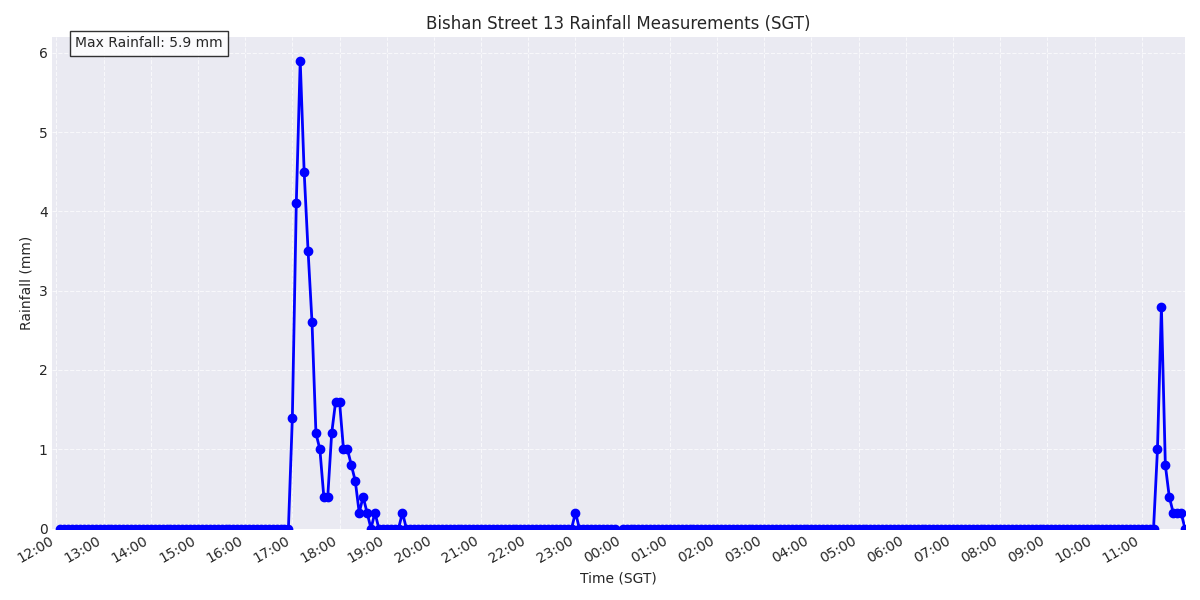 Bishan Street 13 Rainfall Measurements (SGT)
Max Rainfall: 5.9 mm
Rainfall (mm)
6
5
4
3
2
1
0
12:00 13:00 14:00 15:00 16:00 17:00 18:00 19:00 20:00 21:00 22:00 23:00 00:00 01:00 02:00 03:00 04:00 05:00 06:00 07:00 08:00 09:00 10:00 11:00
Time (SGT)